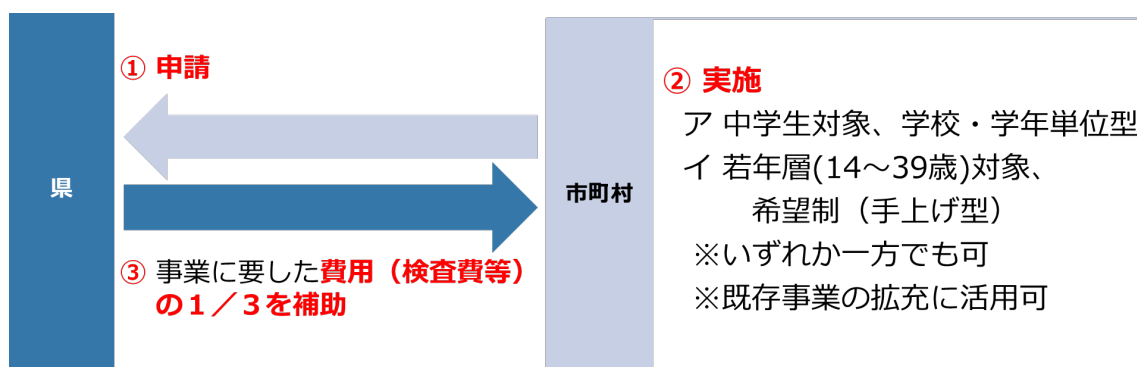 県
① 申請
③ 事業に要した費用（検査費等）
の１／３を補助
市町村
② 実施
ア 中学生対象、学校・学年単位型
イ 若年層(14～39歳)対象、
希望制（手上げ型）
※いずれか一方でも可
※既存事業の拡充に活用可